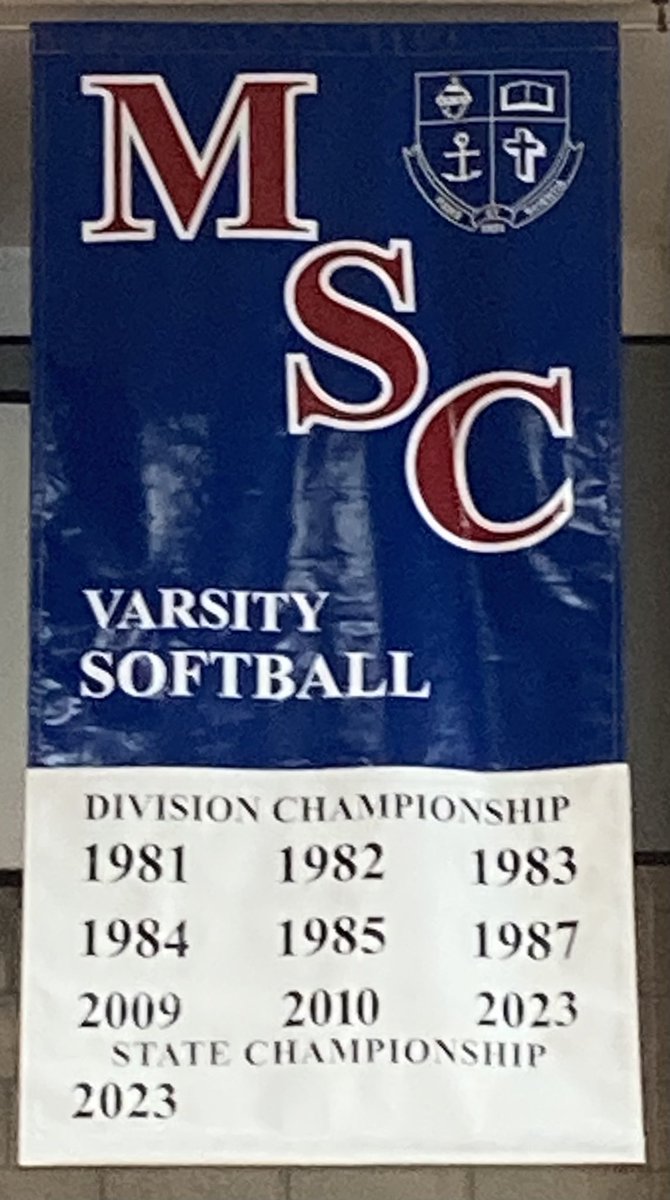 M
S
C
VARSITY
SOFTBALL
DIVISION CHAMPIONSHIP
1981 1982 1983
1984 1985 1987
2009 2010 2023
STATE CHAMPIONSHIP
2023